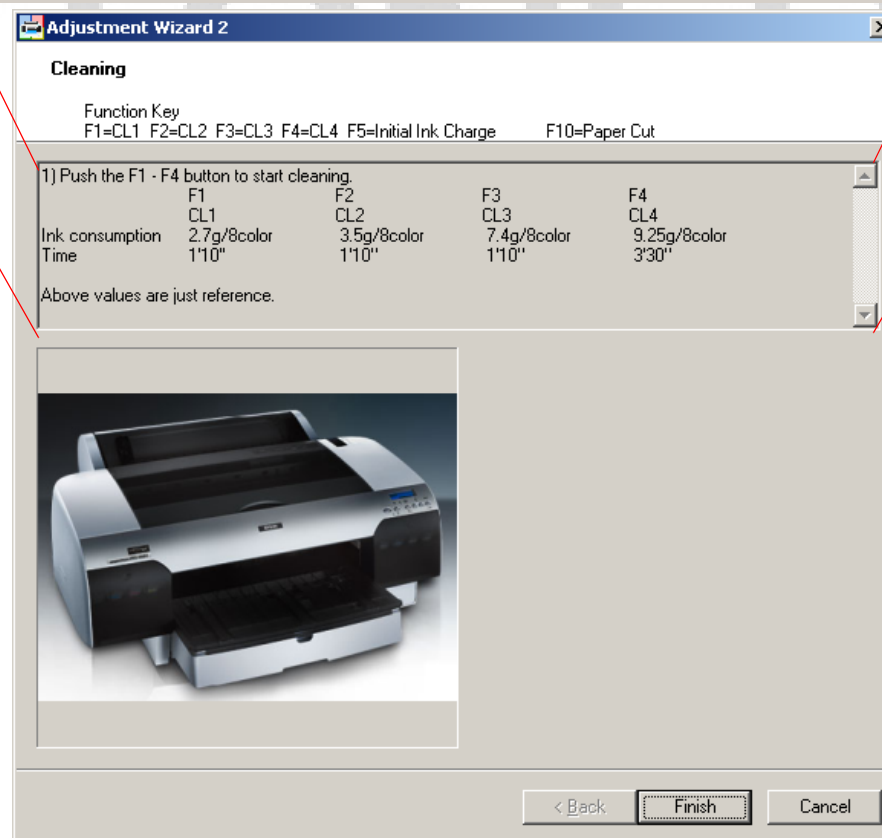 Adjustment Wizard 2
Cleaning
Function Key
F1=CL1 F2=CL2 F3=CL3 F4=CL4 F5=Initial Ink Charge F10=Paper Cut
1) Push the F1 - F4 button to start cleaning.
F1 F2 F3 F4
CL1 CL2 CL3 CL4
Ink consumption 2.7g/8color 3.5g/8color 7.4g/8color 9.25g/8color
Time 1'10" 1'10'' 1'10'' 3'30''
Above values are just reference.
EPSON
< Back Finish Cancel